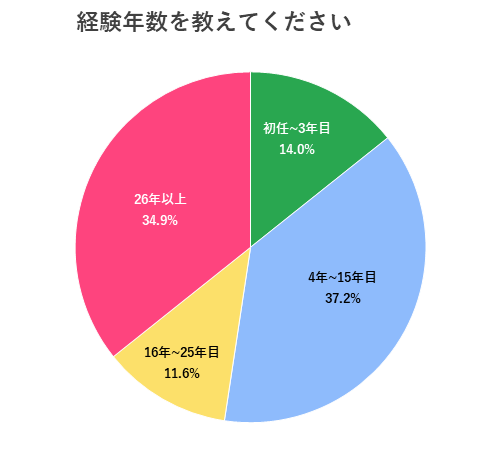 経験年数を教えてください
初任~3年目
14.0%
26年以上
34.9%
4年~15年目
37.2%
16年~25年目
11.6%